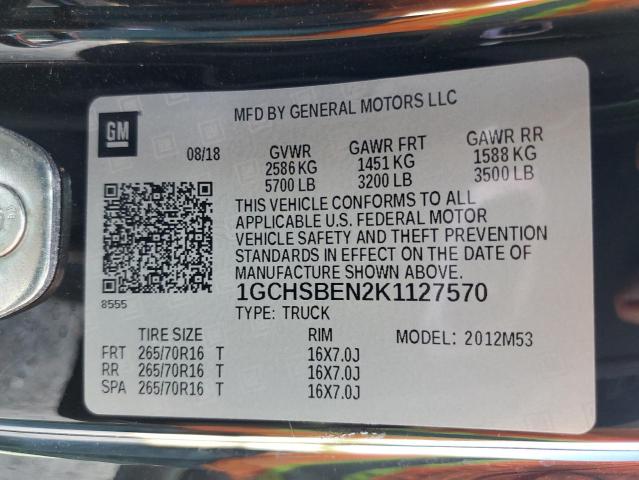 GM
MFD BY GENERAL MOTORS LLC
08/18 GVWR GAWR FRT GAWR RR
2586 KG 1451 KG 1588 KG
5700 LB 3200 LB 3500 LB
THIS VEHICLE CONFORMS TO ALL
APPLICABLE U.S. FEDERAL MOTOR
VEHICLE SAFETY AND THEFT PREVENTION
STANDARDS IN EFFECT ON THE DATE OF
MANUFACTURE SHOWN ABOVE.
8555
1GCHSBEN2K1127570
TYPE: TRUCK
TIRE SIZE RIM MODEL: 2012M53
FRT 265/70R16 T 16X7.0J
RR 265/70R16 T 16X7.0J
SPA 265/70R16 T 16X7.0J